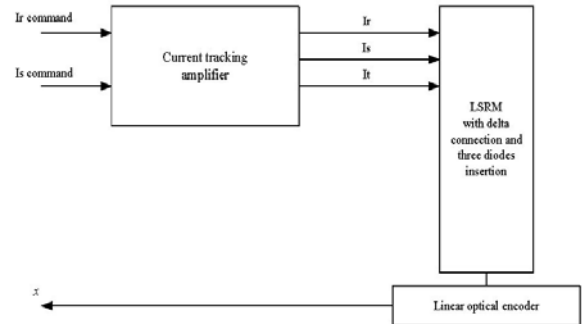 Ir command
Is command
Current tracking
amplifier
Ir
Is
It
LSRM
with delta
connection and
three diodes
insertion
x
Linear optical encoder